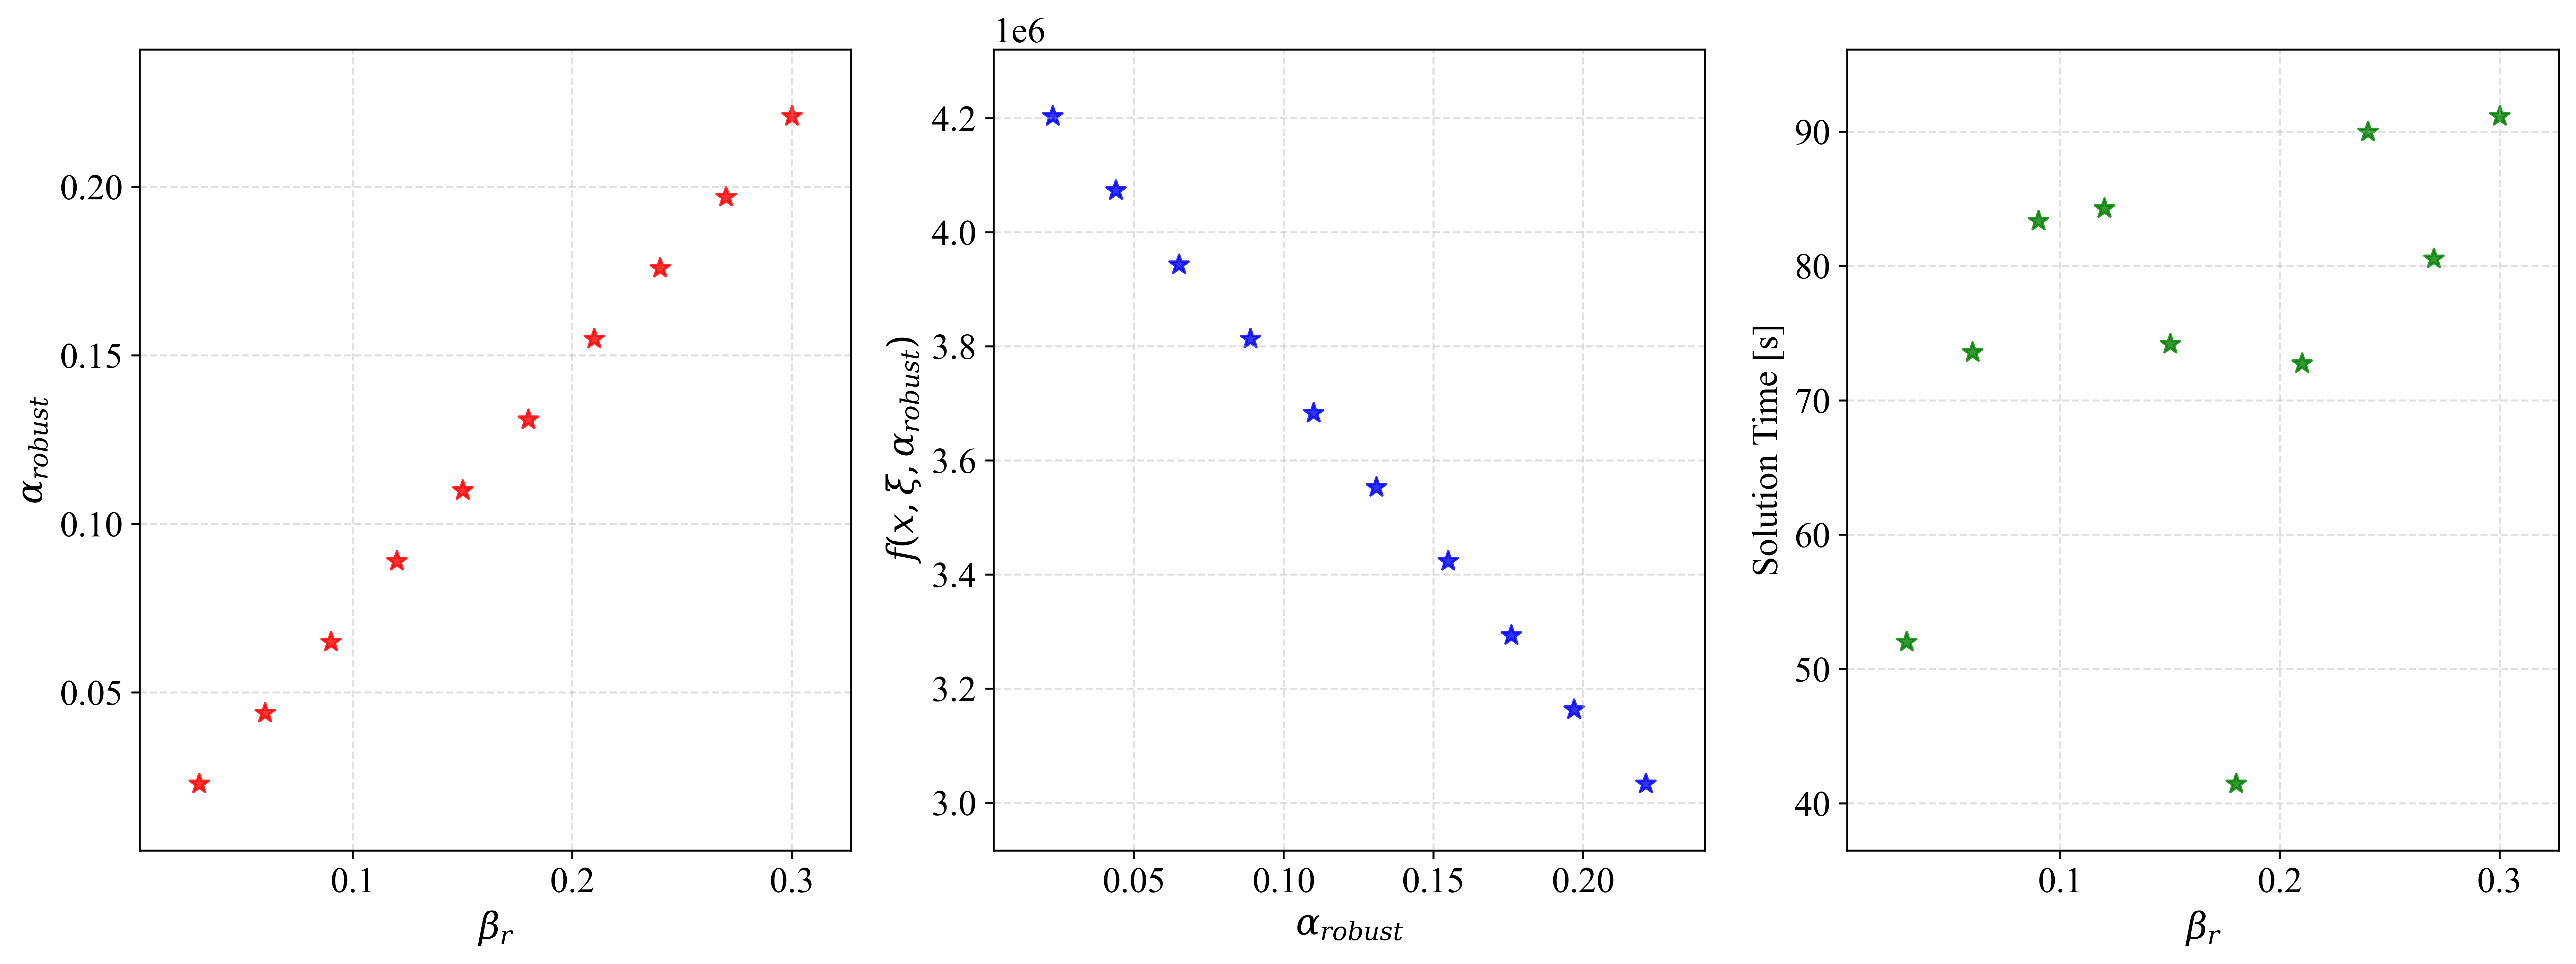 0.20
0.15
0.10
0.05
α_robust
0.1 0.2 0.3
β_r
1e6
4.2
4.0
3.8
3.6
3.4
3.2
3.0
f(x, ξ, α_robust)
0.05 0.10 0.15 0.20
α_robust
90
80
70
60
50
40
Solution Time [s]
0.1 0.2 0.3
β_r